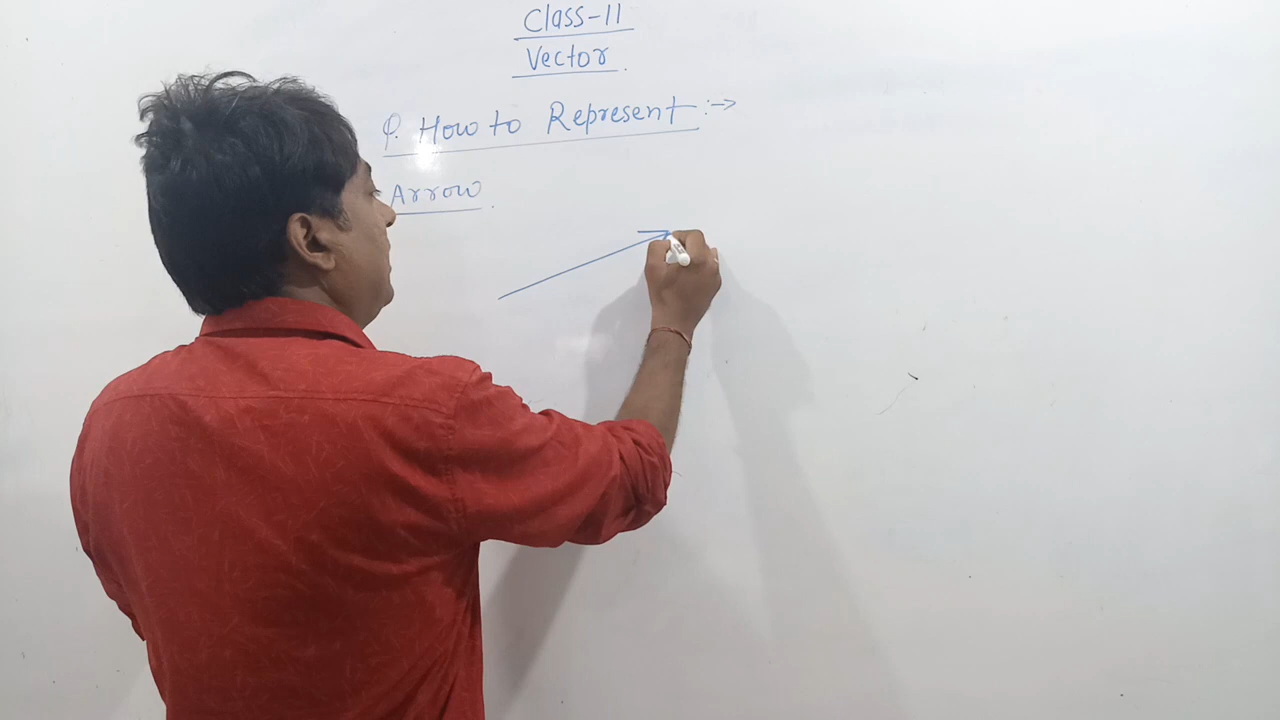 Class-11
Vector.
Q. How to Represent :→
Arrow.